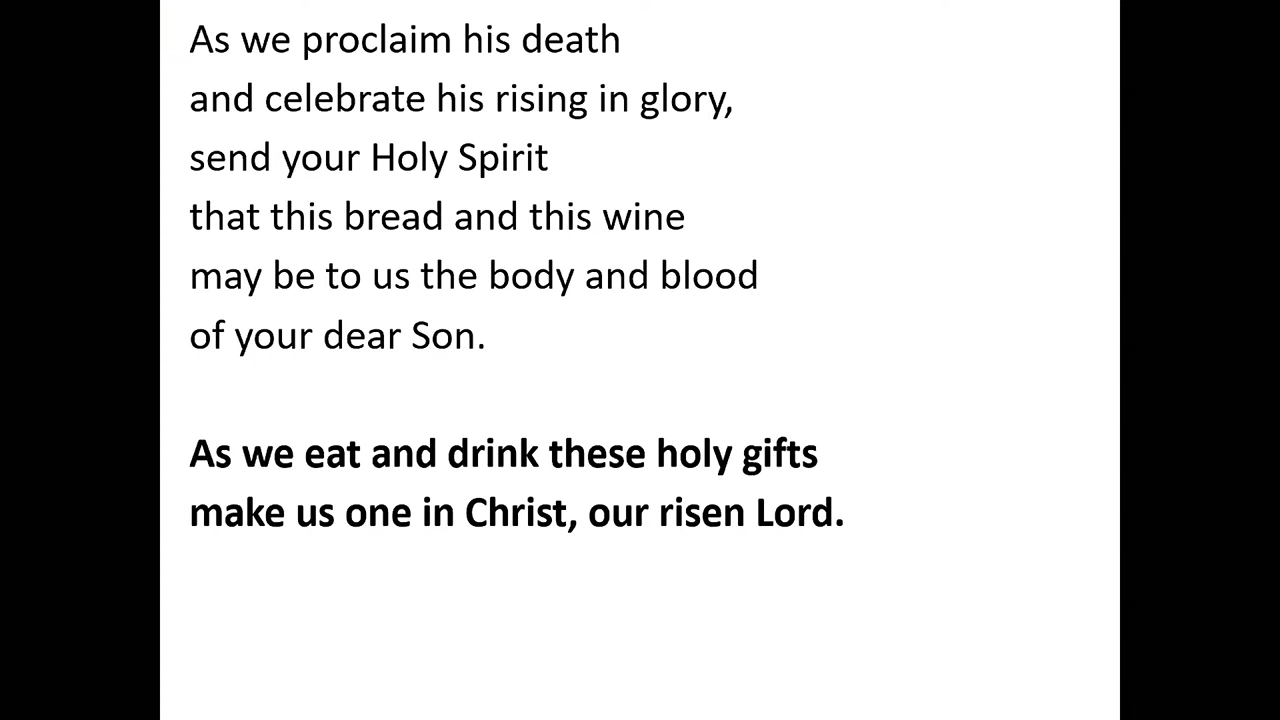 As we proclaim his death
and celebrate his rising in glory,
send your Holy Spirit
that this bread and this wine
may be to us the body and blood
of your dear Son.
As we eat and drink these holy gifts
make us one in Christ, our risen Lord.